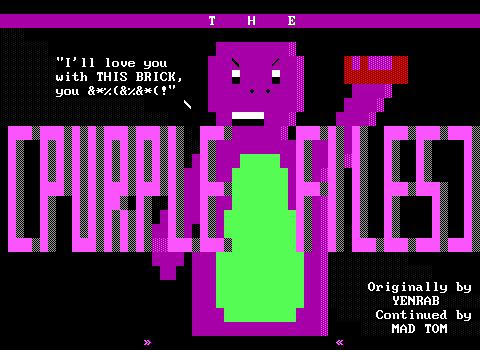 T H E
"I'll love you
with THIS BRICK,
you &*%(&%&*(!"
[PURPLE FILES]
Originally by
YENRAB
Continued by
MAD TOM
» «